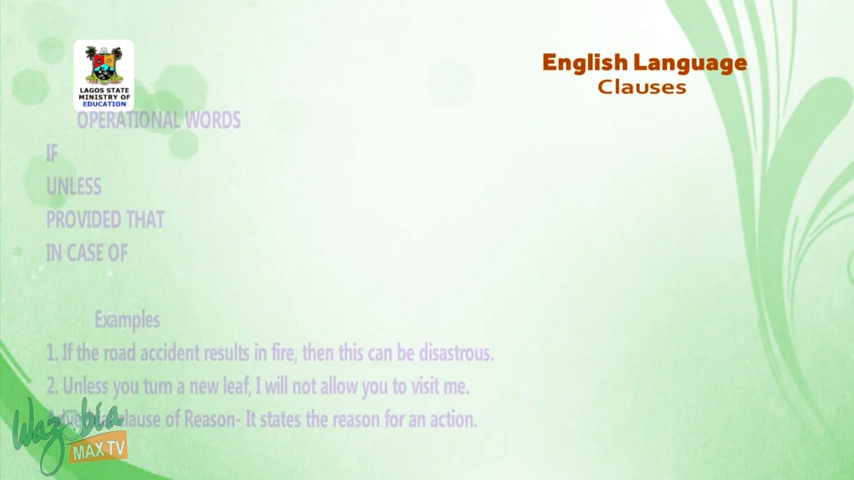 LAGOS STATE
MINISTRY OF
EDUCATION
English Language
Clauses
OPERATIONAL WORDS
IF
UNLESS
PROVIDED THAT
IN CASE OF
Examples
1. If the road accident results in fire, then this can be disastrous.
2. Unless you turn a new leaf, I will not allow you to visit me.
clause of Reason- It states the reason for an action.
Wazobia
MAX TV